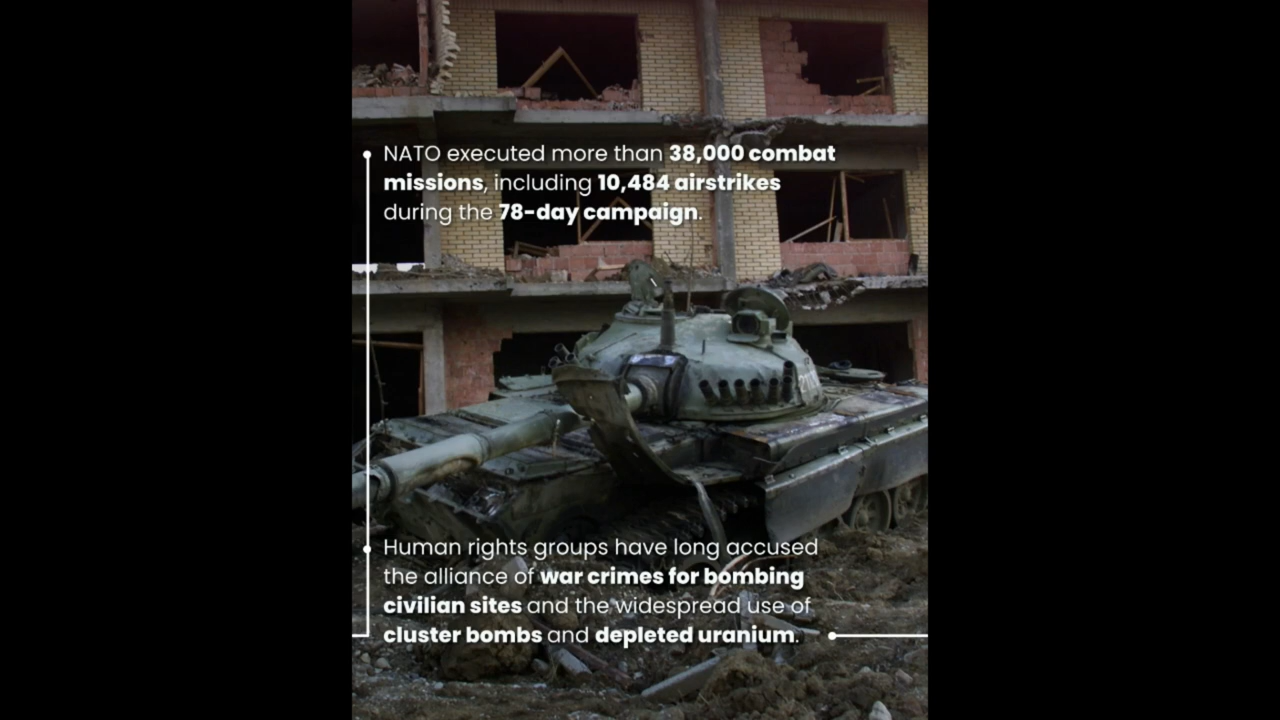 NATO executed more than 38,000 combat
missions, including 10,484 airstrikes
during the 78-day campaign.
Human rights groups have long accused
the alliance of war crimes for bombing
civilian sites and the widespread use of
cluster bombs and depleted uranium.